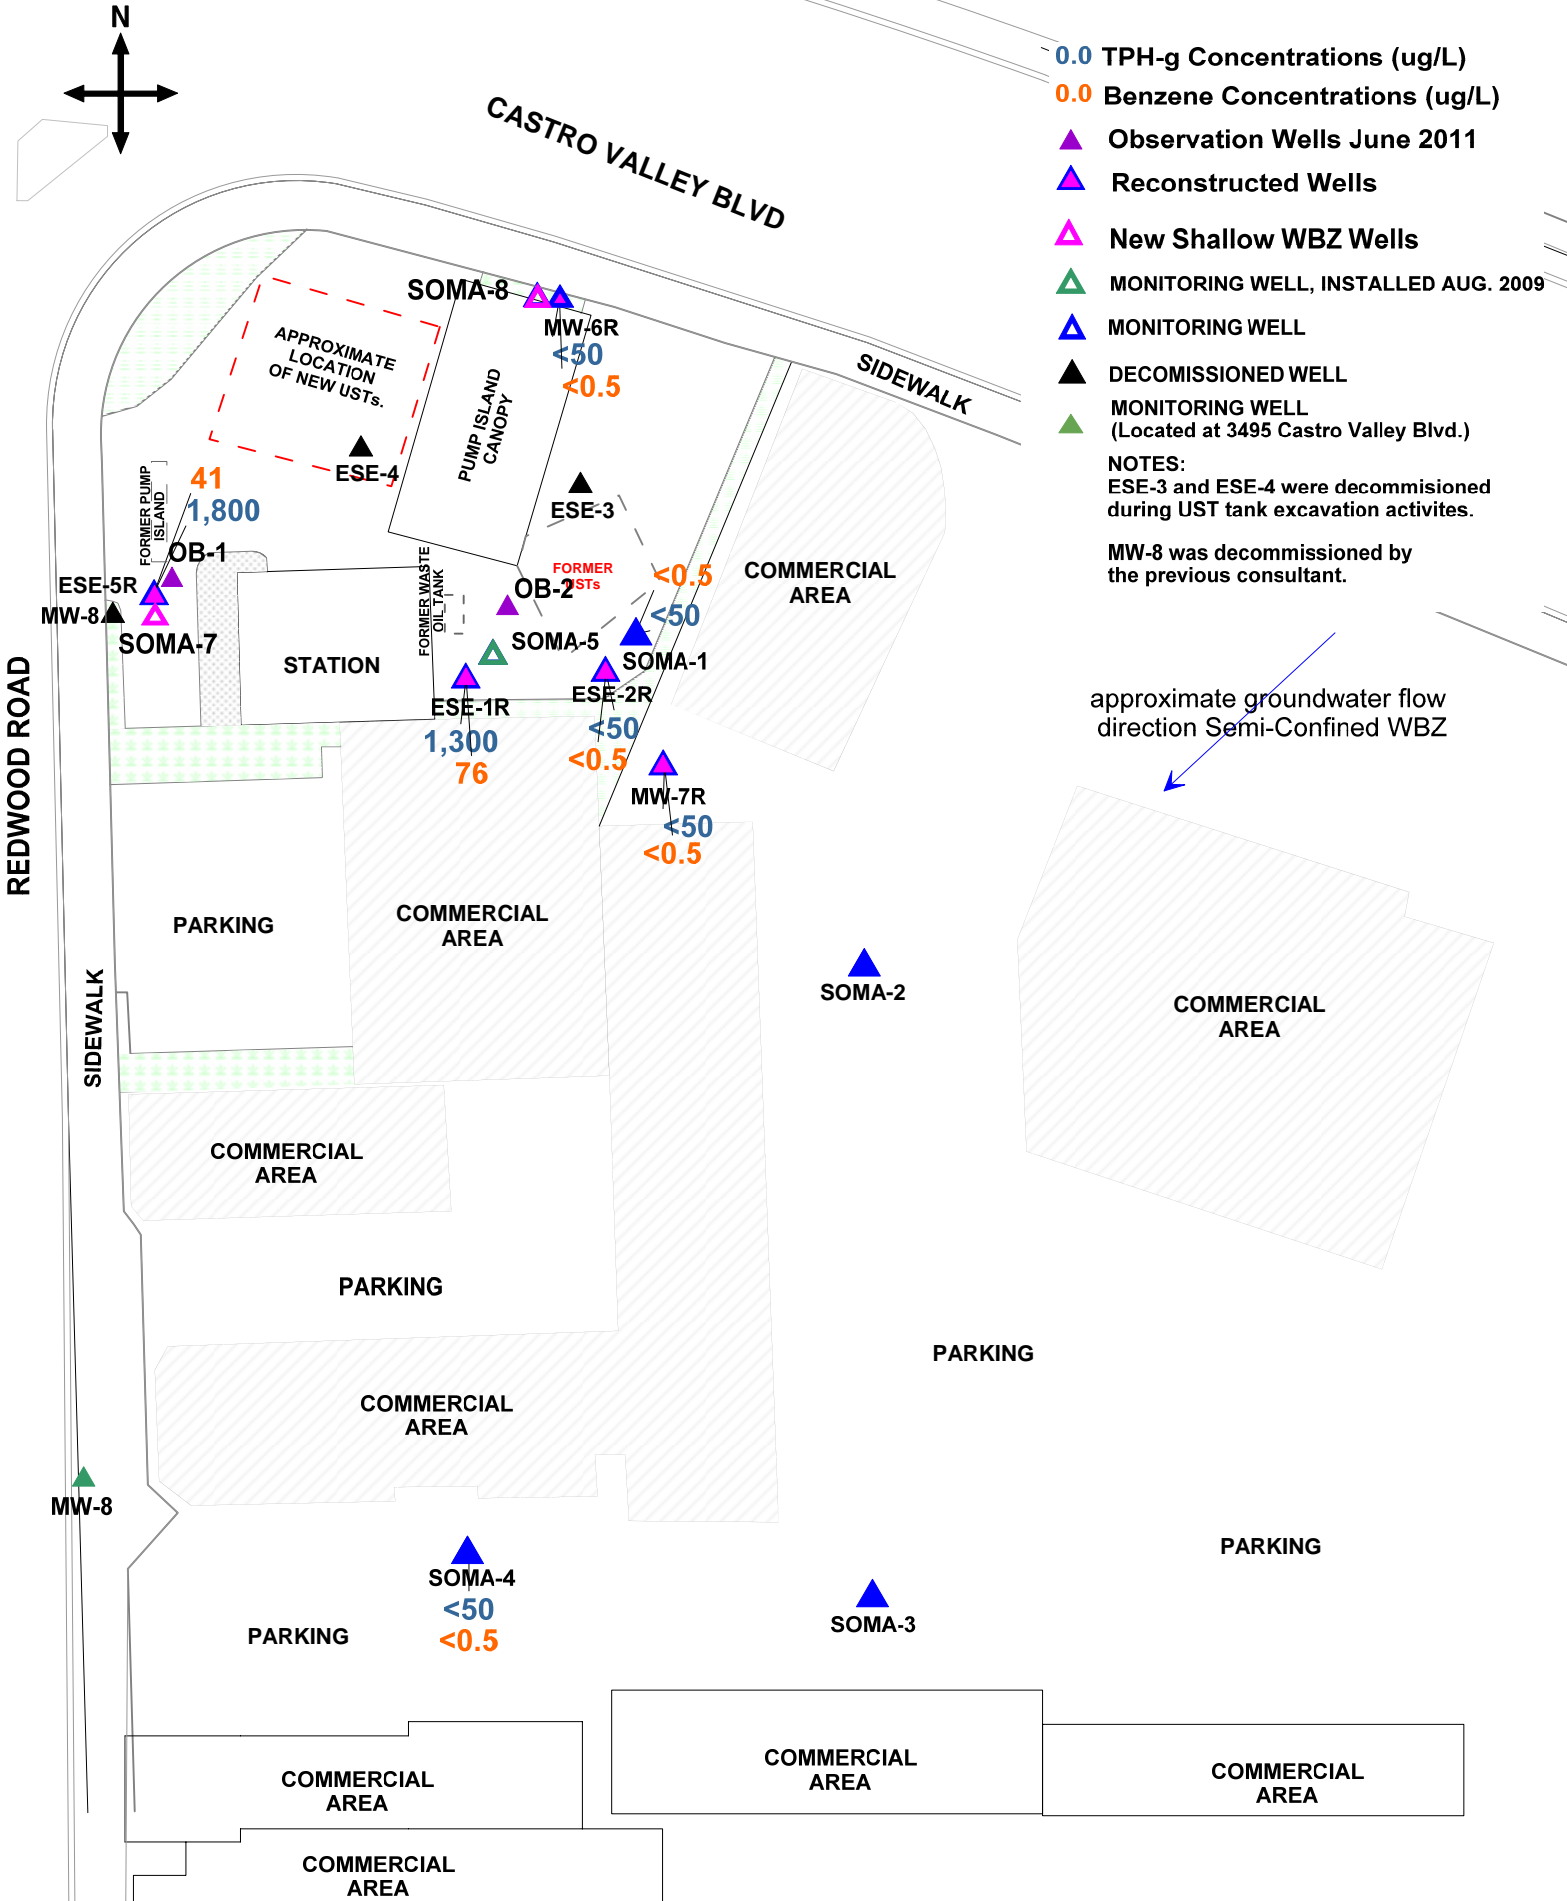 N
CASTRO VALLEY BLVD
0.0 TPH-g Concentrations (ug/L)
0.0 Benzene Concentrations (ug/L)
Observation Wells June 2011
Reconstructed Wells
New Shallow WBZ Wells
MONITORING WELL, INSTALLED AUG. 2009
MONITORING WELL
DECOMISSIONED WELL
MONITORING WELL
(Located at 3495 Castro Valley Blvd.)
NOTES:
ESE-3 and ESE-4 were decommisioned
during UST tank excavation activites.
MW-8 was decommissioned by
the previous consultant.
SOMA-8
MW-6R
<50
<0.5
SIDEWALK
APPROXIMATE
LOCATION
OF NEW USTs.
PUMP ISLAND
CANOPY
ESE-4
ESE-3
FORMER PUMP
ISLAND
41
1,800
OB-1
ESE-5R
MW-8
SOMA-7
STATION
FORMER WASTE
OIL TANK
FORMER
USTs
OB-2
<0.5
<50
SOMA-5
SOMA-1
ESE-1R
1,300
76
ESE-2R
<50
<0.5
COMMERCIAL
AREA
approximate groundwater flow
direction Semi-Confined WBZ
MW-7R
<50
<0.5
REDWOOD ROAD
PARKING
COMMERCIAL
AREA
SOMA-2
COMMERCIAL
AREA
SIDEWALK
COMMERCIAL
AREA
PARKING
PARKING
COMMERCIAL
AREA
MW-8
SOMA-4
<50
<0.5
PARKING
SOMA-3
PARKING
COMMERCIAL
AREA
COMMERCIAL
AREA
COMMERCIAL
AREA
COMMERCIAL
AREA